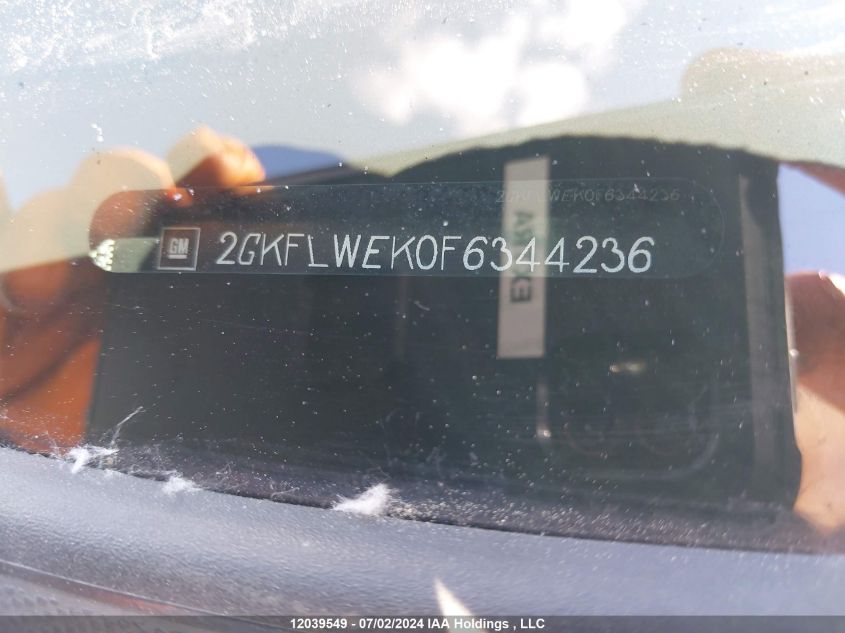 2GKFLWEK0F6344236
GM 2GKFLWEK0F6344236
12039549 - 07/02/2024 IAA Holdings , LLC